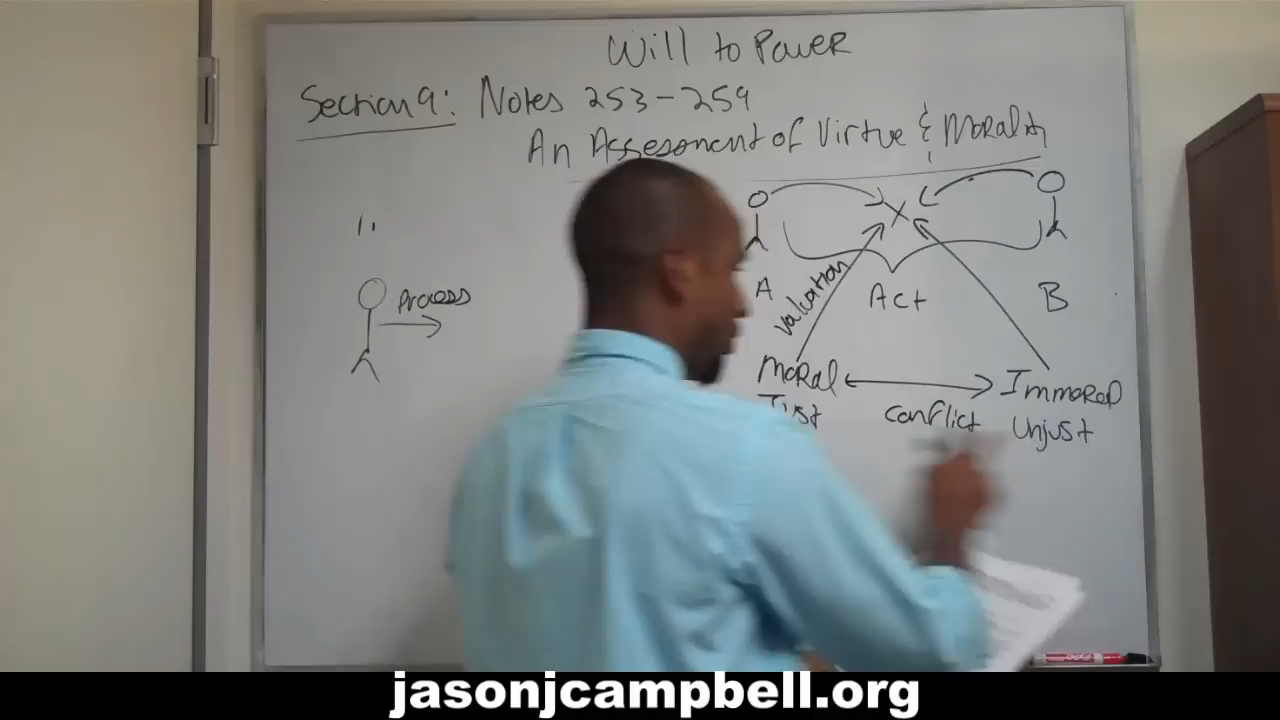 Will to Power
Section 9: Notes 253-259
An Assesment of Virtue & Morality
1.
Process
X
A
valuation
Act
B
Moral
Immoral
Just
conflict
Unjust
jasonjcampbell.org